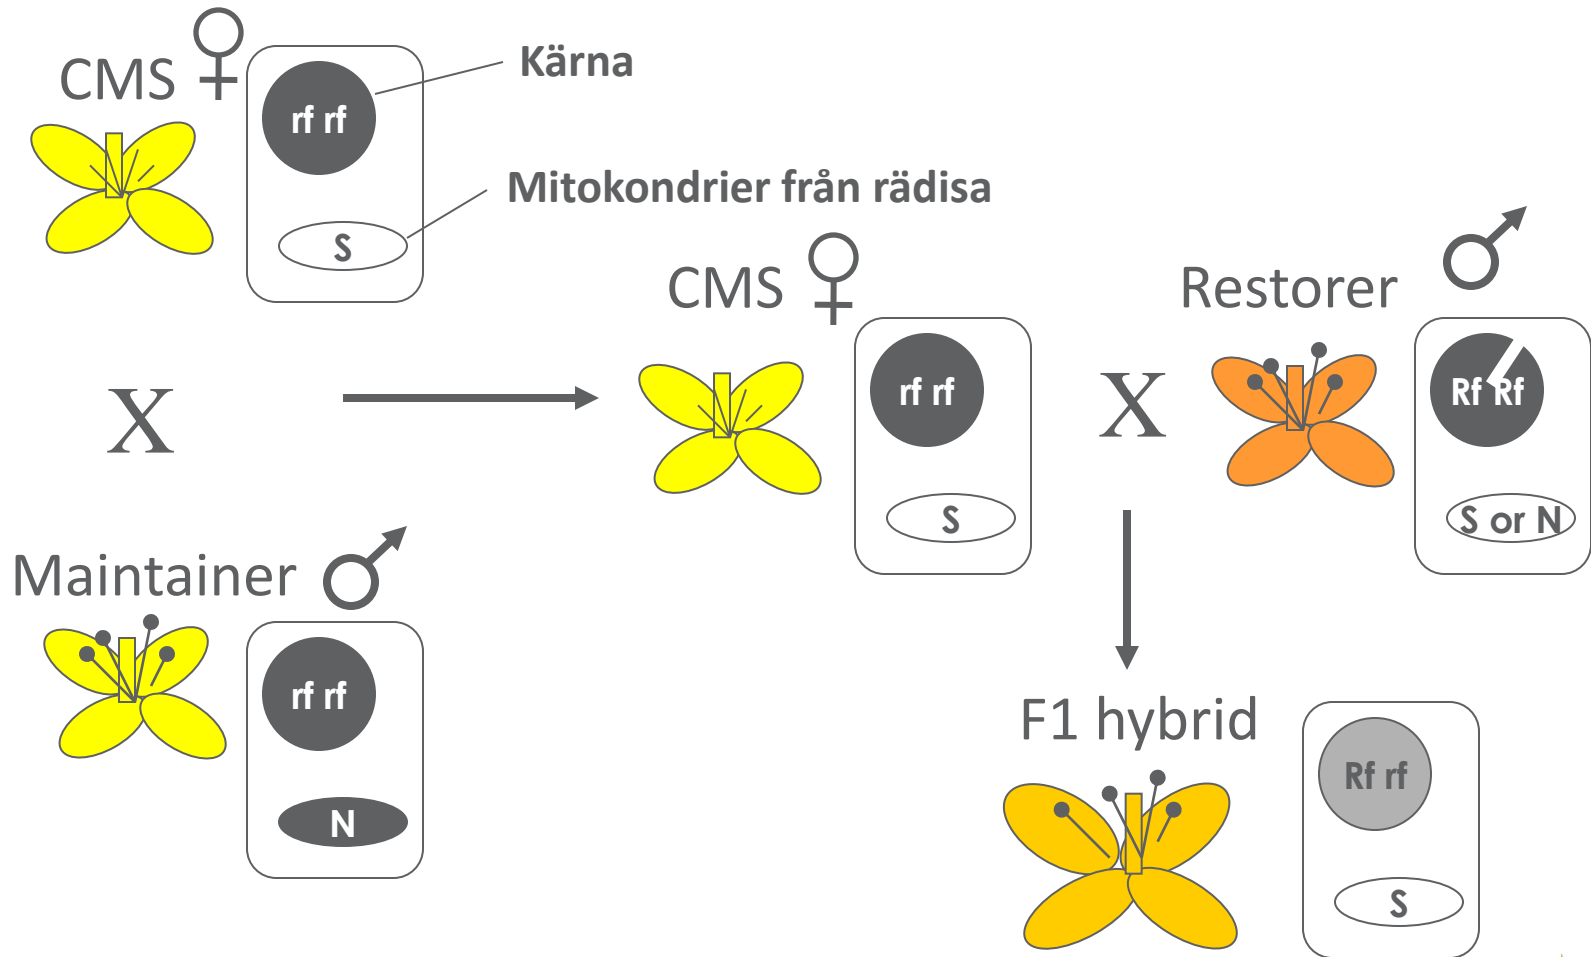 CMS ♀
Kärna
rf rf
Mitokondrier från rädisa
S
X
Maintainer ♂
rf rf
N
CMS ♀
rf rf
S
X
Restorer ♂
Rf Rf
S or N
F1 hybrid
Rf rf
S